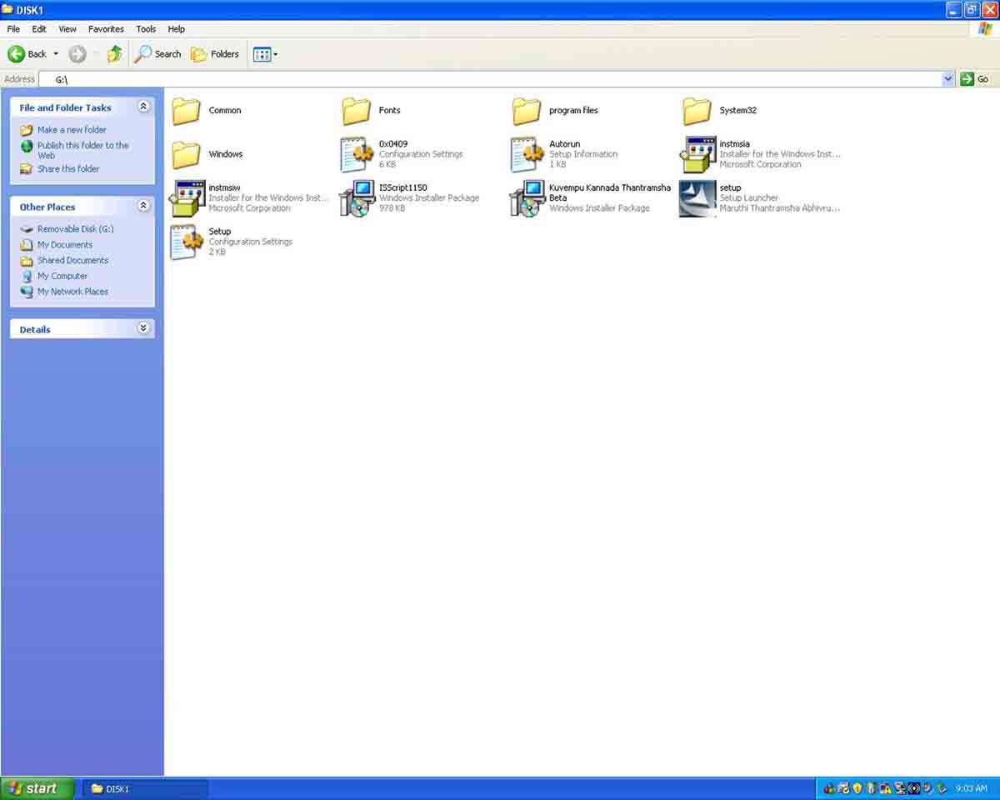 DISK1
File Edit View Favorites Tools Help
Back Search Folders
Address G:\ Go
File and Folder Tasks
Make a new folder
Publish this folder to the
Web
Share this folder
Other Places
Removable Disk (G:)
My Documents
Shared Documents
My Computer
My Network Places
Details
Common
Fonts
program files
System32
Windows
0x0409
Configuration Settings
6 KB
Autorun
Setup Information
1 KB
instmsia
Installer for the Windows Inst...
Microsoft Corporation
instmsiw
Installer for the Windows Inst...
Microsoft Corporation
ISScript1150
Windows Installer Package
978 KB
Kuvempu Kannada Thantramsha
Beta
Windows Installer Package
setup
Setup Launcher
Maruthi Thantramsha Abhivru...
Setup
Configuration Settings
2 KB
start DISK1 9:03 AM